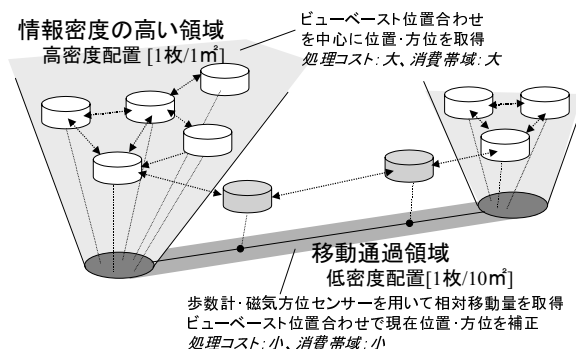 情報密度の高い領域
高密度配置 [1枚/1㎡]
ビューベースト位置合わせ
を中心に位置･方位を取得
処理コスト: 大、消費帯域: 大
移動通過領域
低密度配置[1枚/10㎡]
歩数計･磁気方位センサーを用いて相対移動量を取得
ビューベースト位置合わせで現在位置･方位を補正
処理コスト: 小、消費帯域: 小